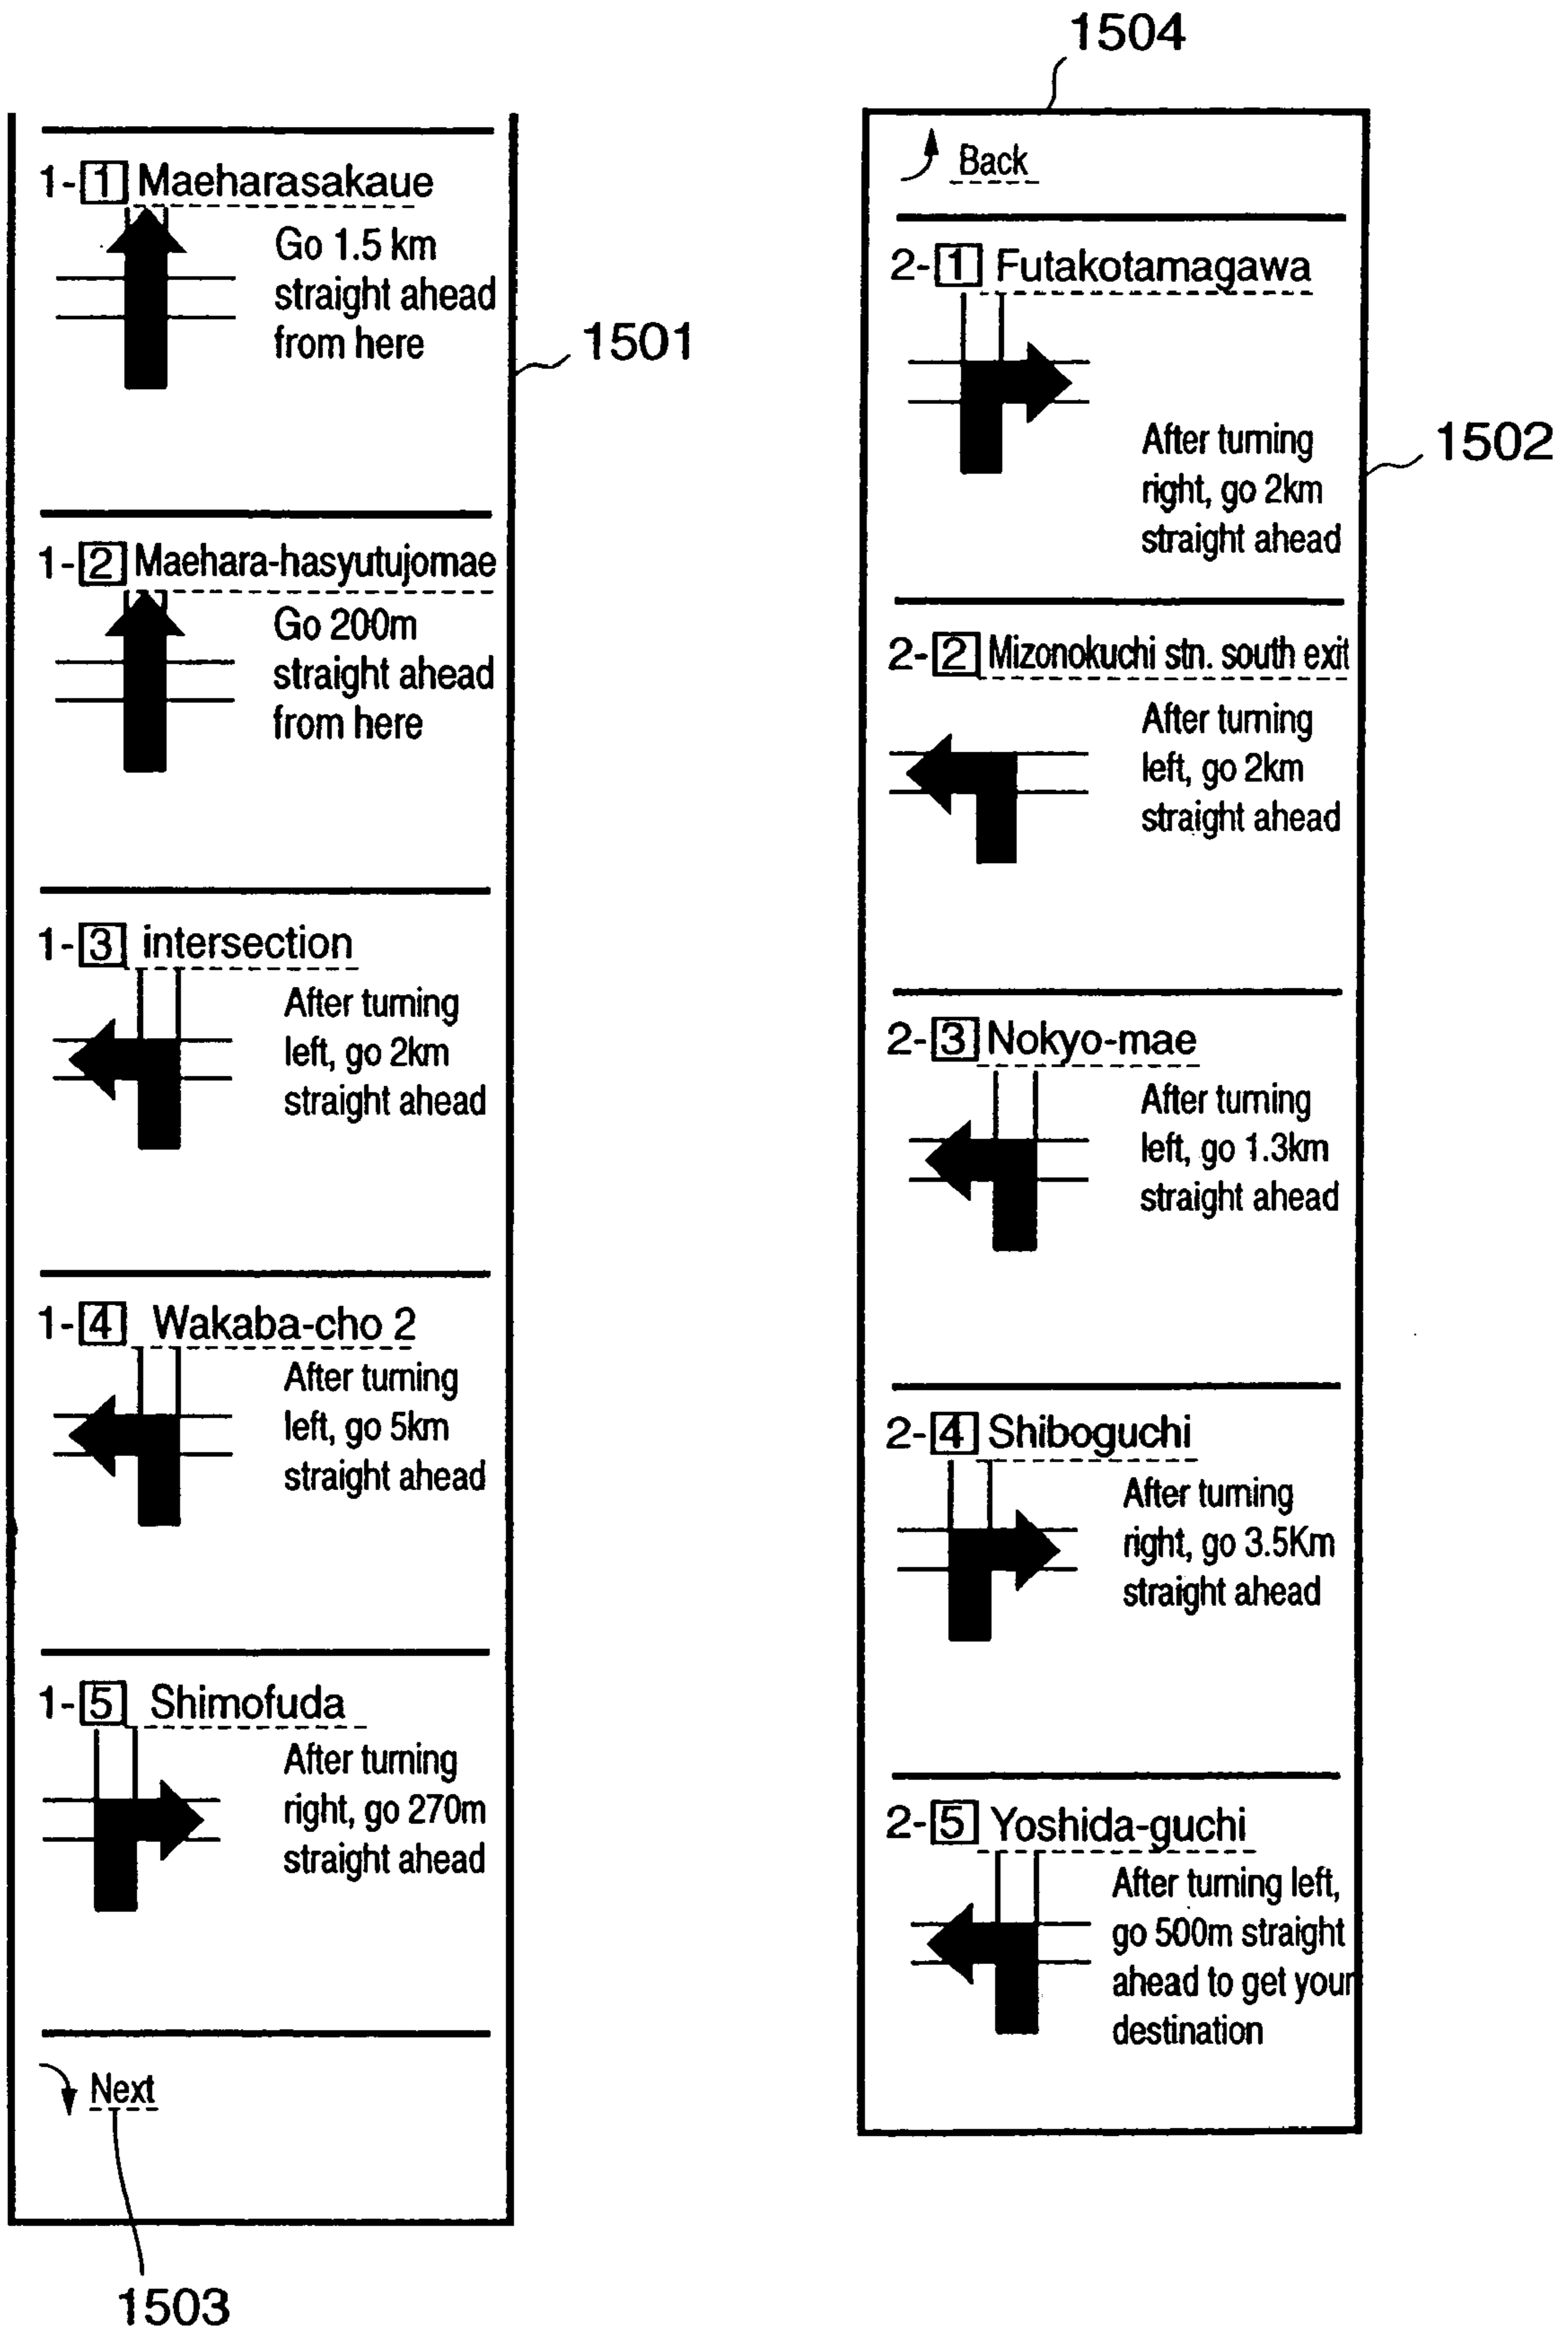 1-1 Maeharasakaue
Go 1.5 km
straight ahead
from here
1501
1-2 Maehara-hasyutujomae
Go 200m
straight ahead
from here
1-3 intersection
After turning
left, go 2km
straight ahead
1-4 Wakaba-cho 2
After turning
left, go 5km
straight ahead
1-5 Shimofuda
After turning
right, go 270m
straight ahead
Next
1503
1504
Back
2-1 Futakotamagawa
1502
After turning
right, go 2km
straight ahead
2-2 Mizonokuchi stn. south exit
After turning
left, go 2km
straight ahead
2-3 Nokyo-mae
After turning
left, go 1.3km
straight ahead
2-4 Shiboguchi
After turning
right, go 3.5Km
straight ahead
2-5 Yoshida-guchi
After turning left,
go 500m straight
ahead to get your
destination